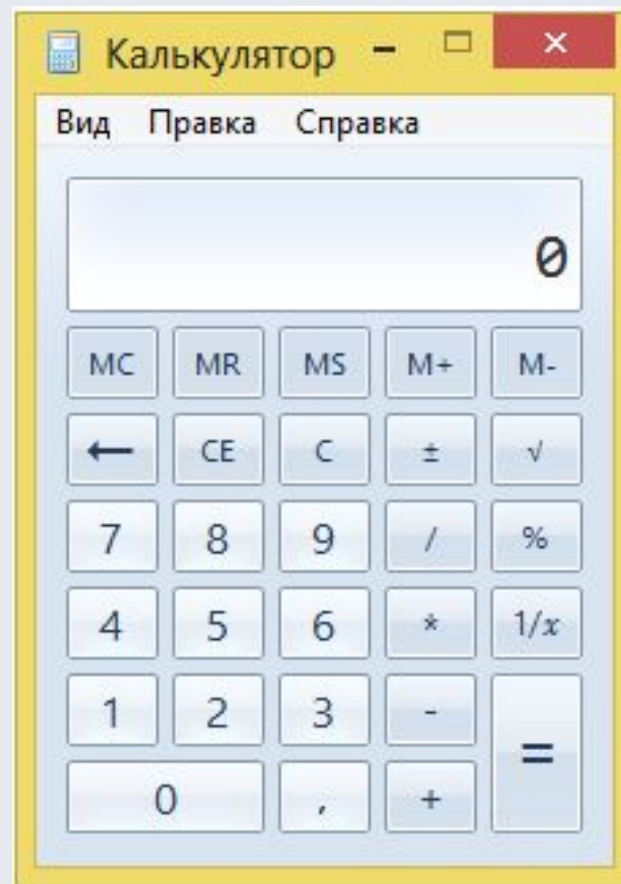 Калькулятор
Вид Правка Справка
0
MC MR MS M+ M-
← CE C ± √
7 8 9 / %
4 5 6 * 1/x
1 2 3 - =
0 , +